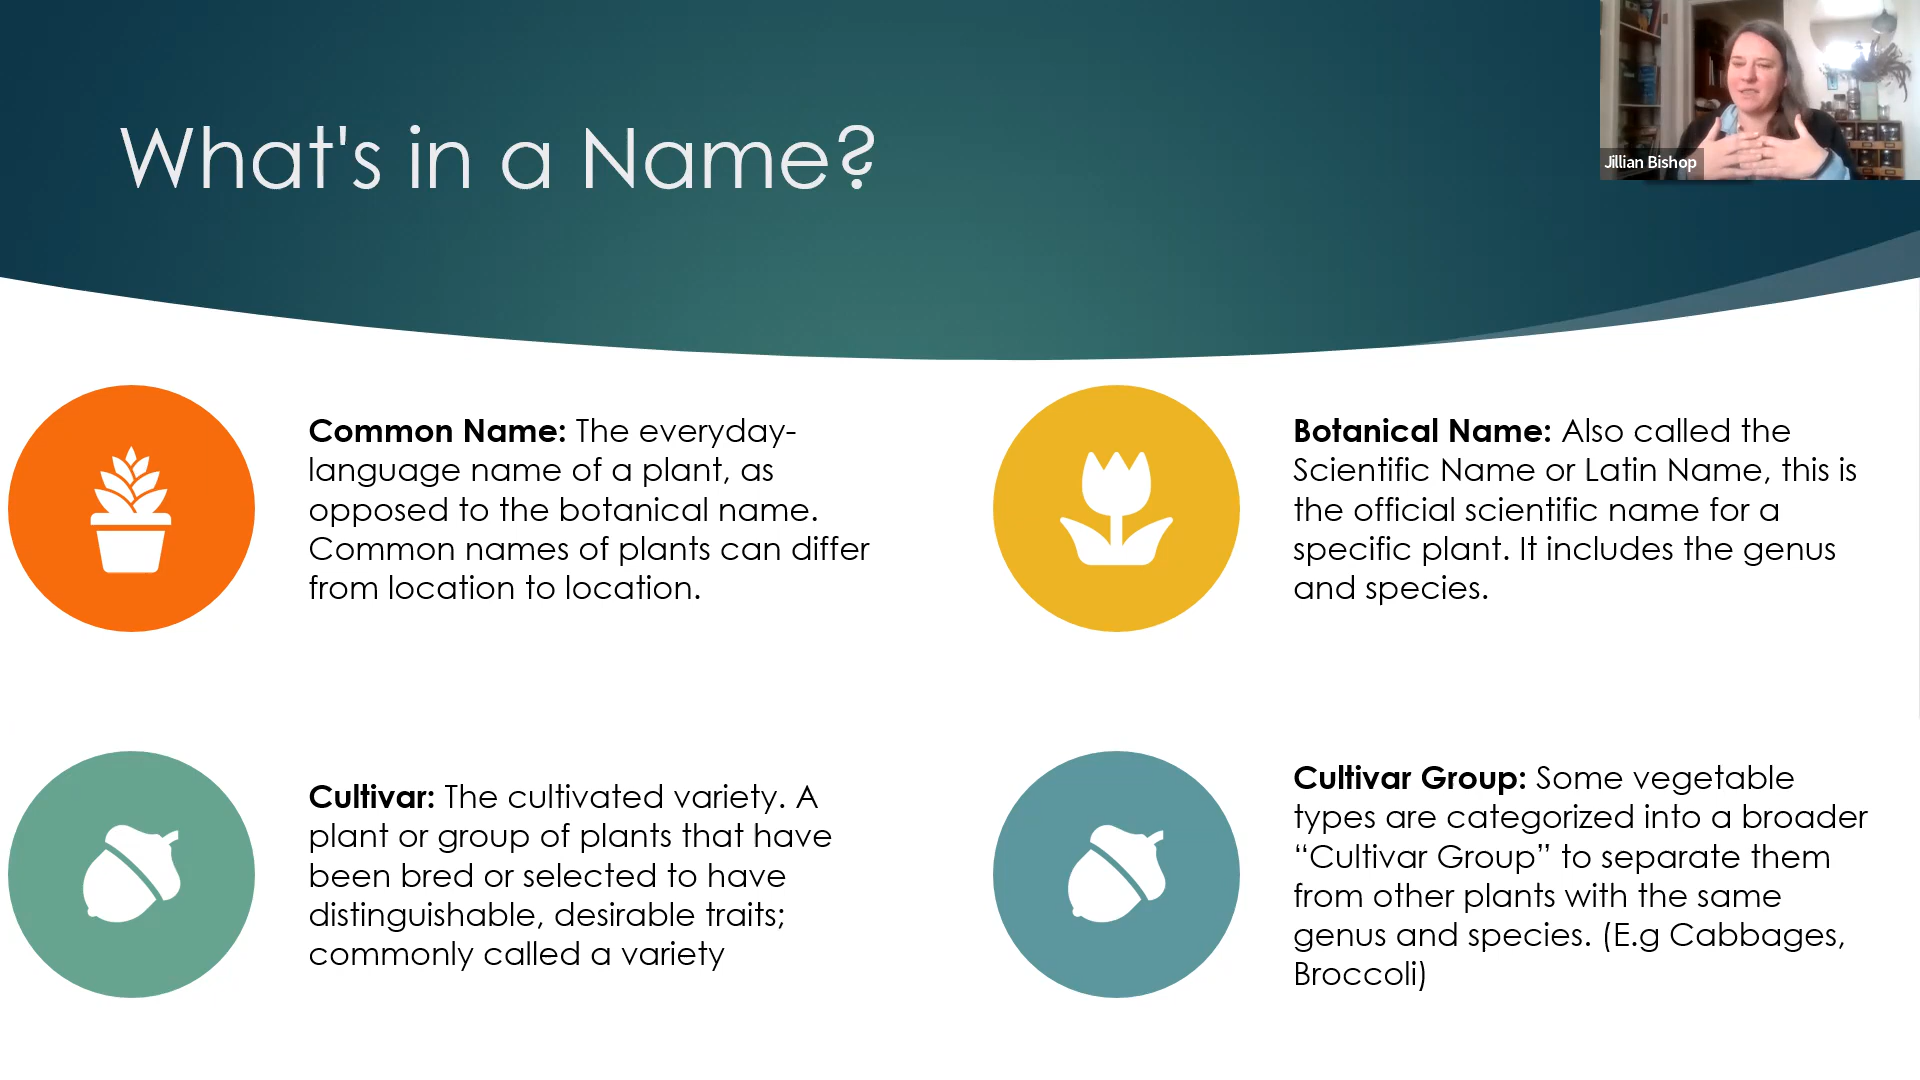 What's in a Name?
Jillian Bishop
Common Name: The everyday-
language name of a plant, as
opposed to the botanical name.
Common names of plants can differ
from location to location.
Botanical Name: Also called the
Scientific Name or Latin Name, this is
the official scientific name for a
specific plant. It includes the genus
and species.
Cultivar: The cultivated variety. A
plant or group of plants that have
been bred or selected to have
distinguishable, desirable traits;
commonly called a variety
Cultivar Group: Some vegetable
types are categorized into a broader
“Cultivar Group” to separate them
from other plants with the same
genus and species. (E.g Cabbages,
Broccoli)